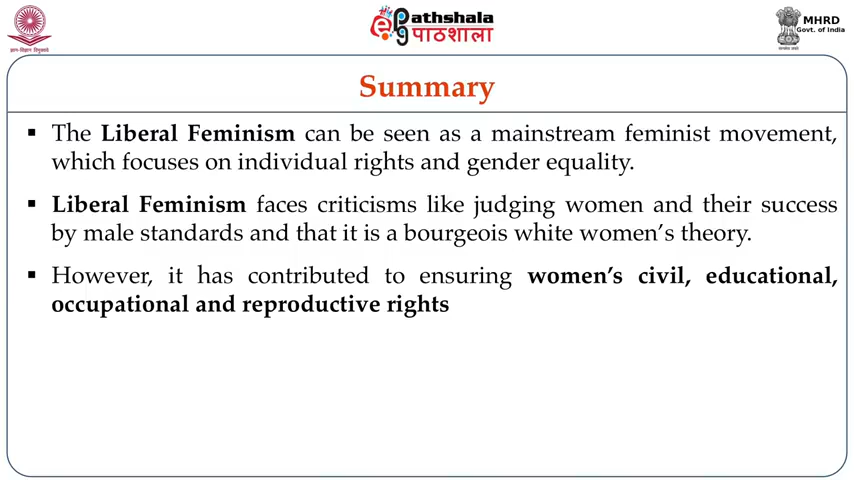 ePgpathshala
पाठशाला
MHRD
Govt. of India
Summary
▪ The Liberal Feminism can be seen as a mainstream feminist movement,
which focuses on individual rights and gender equality.
▪ Liberal Feminism faces criticisms like judging women and their success
by male standards and that it is a bourgeois white women’s theory.
▪ However, it has contributed to ensuring women’s civil, educational,
occupational and reproductive rights